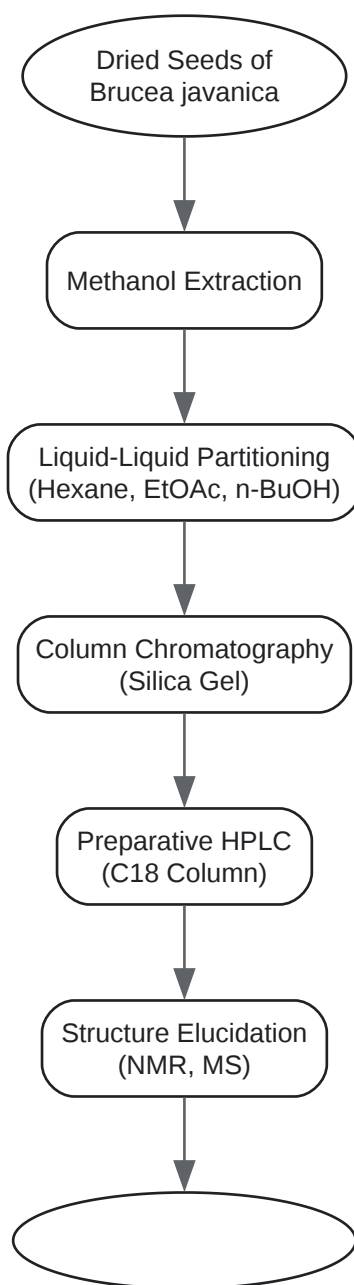 Dried Seeds of
Brucea javanica
Methanol Extraction
Liquid-Liquid Partitioning
(Hexane, EtOAc, n-BuOH)
Column Chromatography
(Silica Gel)
Preparative HPLC
(C18 Column)
Structure Elucidation
(NMR, MS)